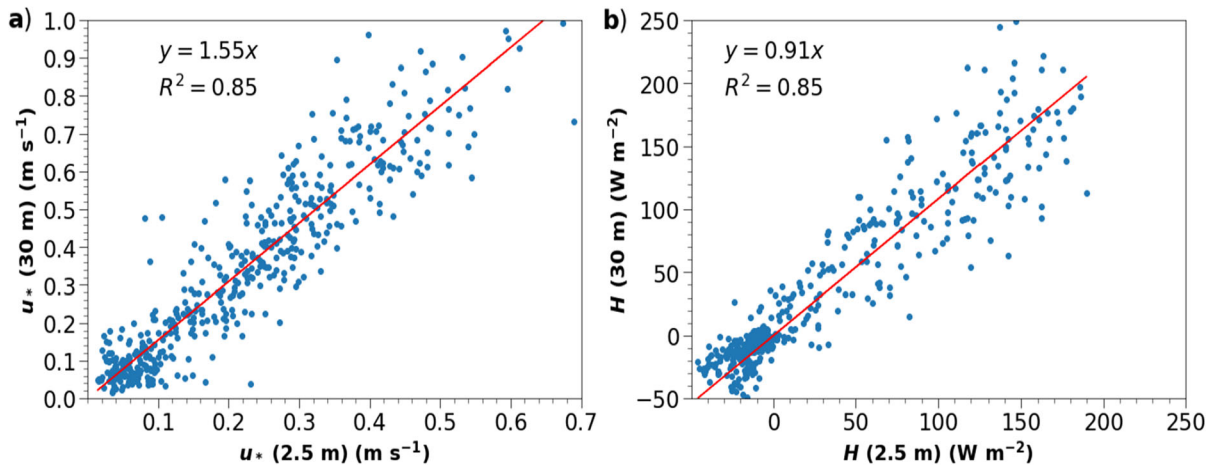 a)
y = 1.55x
R² = 0.85
1.0
0.9
0.8
0.7
0.6
0.5
0.4
0.3
0.2
0.1
0.0
u* (30 m) (m s⁻¹)
0.1 0.2 0.3 0.4 0.5 0.6 0.7
u* (2.5 m) (m s⁻¹)
b)
y = 0.91x
R² = 0.85
250
200
150
100
50
0
−50
H (30 m) (W m⁻²)
0 50 100 150 200 250
H (2.5 m) (W m⁻²)